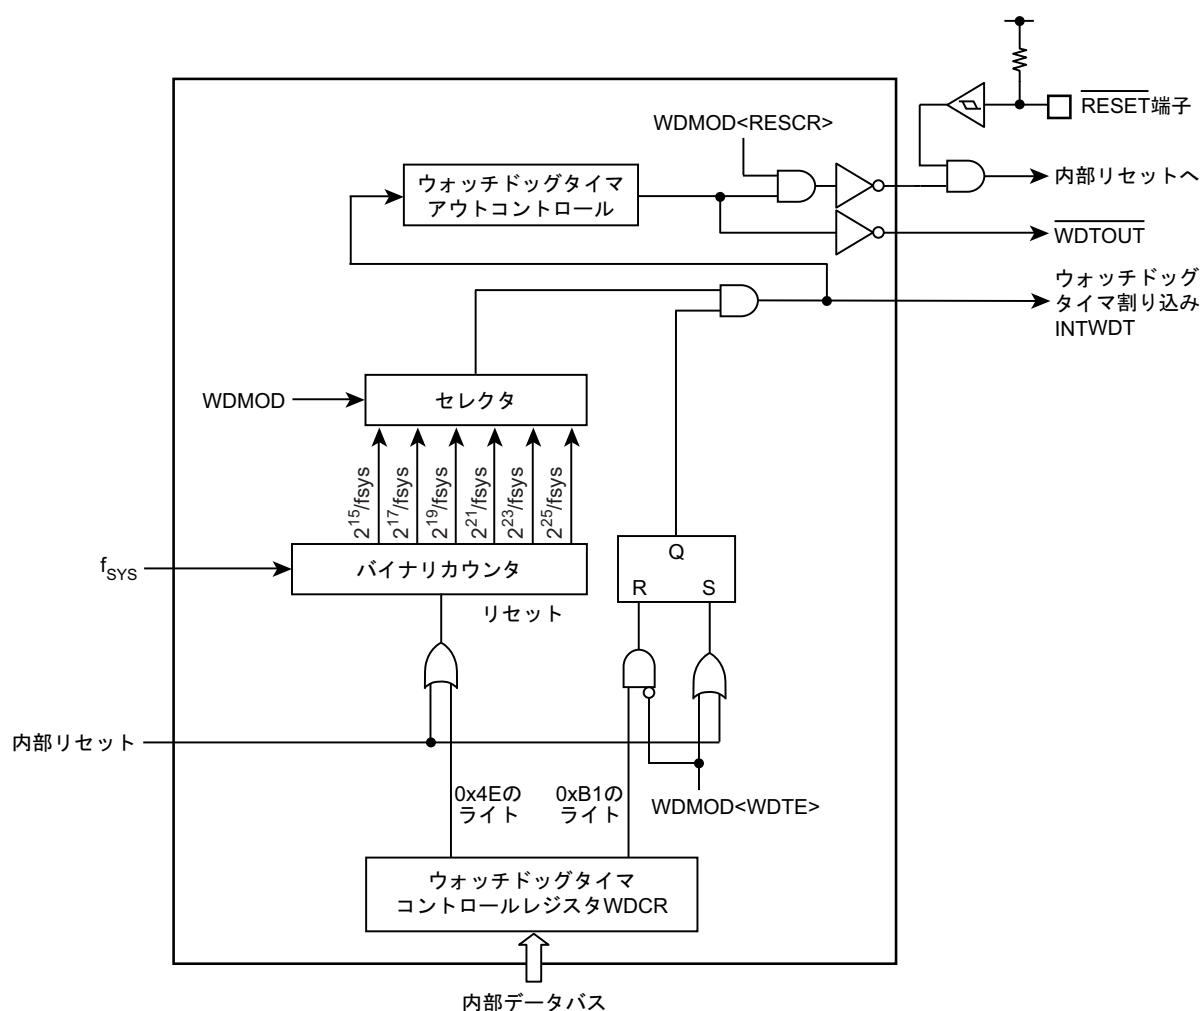 RESET端子
WDMOD<RESCR>
ウォッチドッグタイマ
アウトコントロール
内部リセットへ
WDTOUT
ウォッチドッグ
タイマ割り込み
INTWDT
WDMOD
セレクタ
2^15/fsys
2^17/fsys
2^19/fsys
2^21/fsys
2^23/fsys
2^25/fsys
fSYS
バイナリカウンタ
リセット
Q
R
S
内部リセット
0x4Eの
ライト
0xB1の
ライト
WDMOD<WDTE>
ウォッチドッグタイマ
コントロールレジスタWDCR
内部データバス